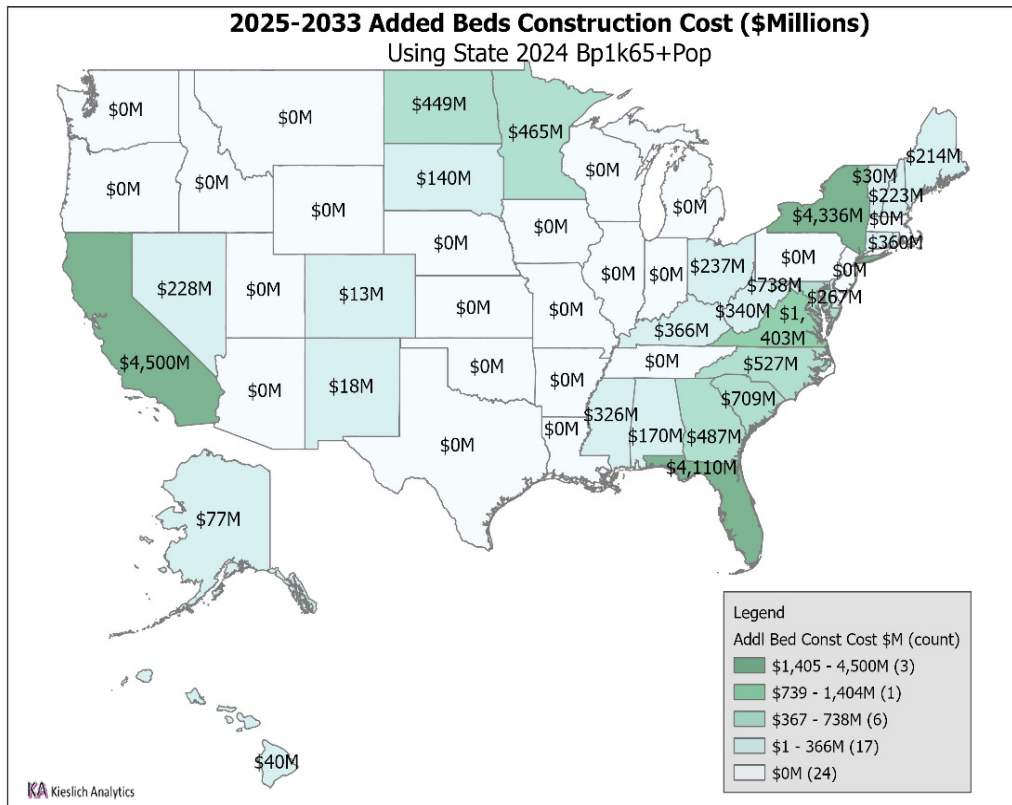 2025-2033 Added Beds Construction Cost ($Millions)
Using State 2024 Bp1k65+Pop
$0M
$0M
$449M
$465M
$0M
$214M
$30M
$0M
$0M
$140M
$0M
$223M
$0M
$0M
$4,336M
$0M
$360M
$0M
$0M
$0M
$0M
$228M
$0M
$13M
$0M
$0M
$0M
$0M
$237M
$738M
$267M
$340M
$1,
403M
$366M
$4,500M
$0M
$18M
$0M
$0M
$0M
$527M
$709M
$0M
$0M
$326M
$170M
$487M
$4,110M
$77M
$40M
Legend
Addl Bed Const Cost $M (count)
$1,405 - 4,500M (3)
$739 - 1,404M (1)
$367 - 738M (6)
$1 - 366M (17)
$0M (24)
KA Kieslich Analytics